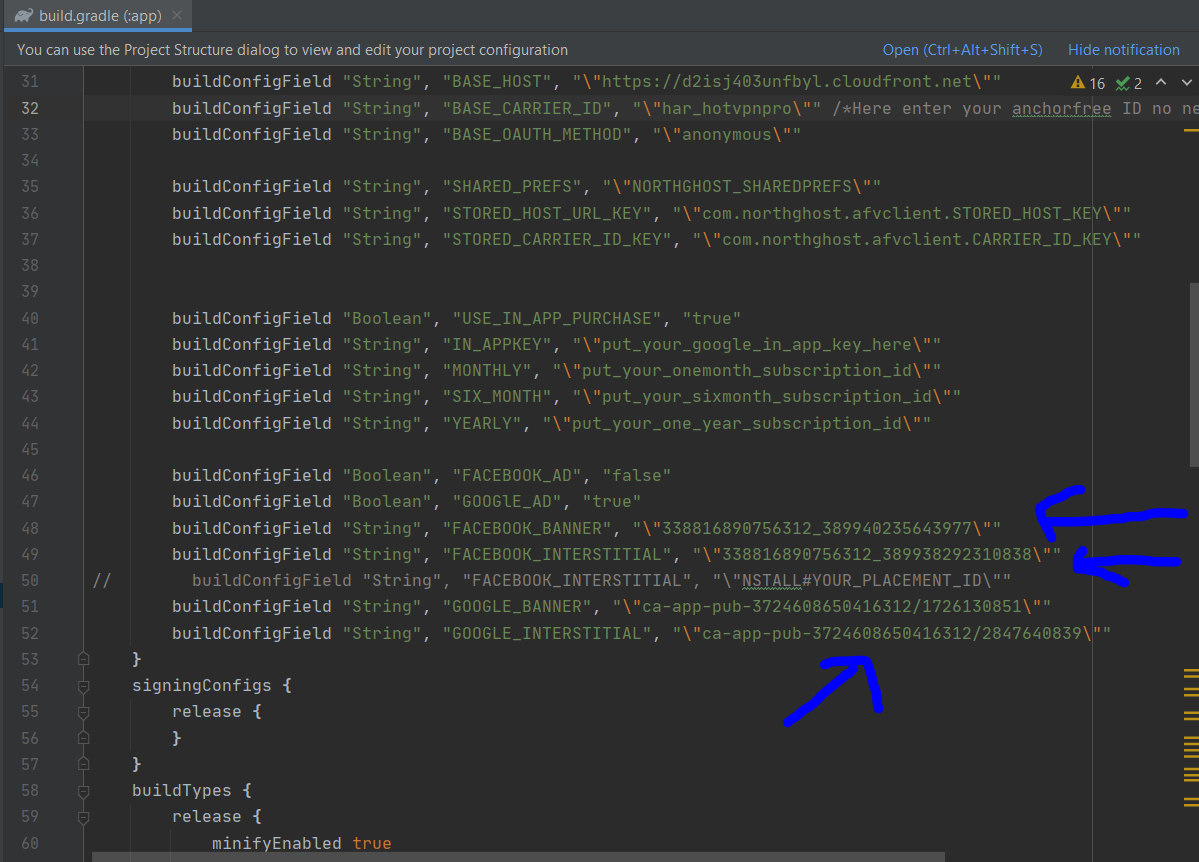 build.gradle (:app)
You can use the Project Structure dialog to view and edit your project configuration Open (Ctrl+Alt+Shift+S) Hide notification
31 buildConfigField "String", "BASE_HOST", "\"https://d2isj403unfbyl.cloudfront.net\"" 16 2
32 buildConfigField "String", "BASE_CARRIER_ID", "\"har_hotvpnpro\"" /*Here enter your anchorfree ID no ne
33 buildConfigField "String", "BASE_OAUTH_METHOD", "\"anonymous\""
34
35 buildConfigField "String", "SHARED_PREFS", "\"NORTHGHOST_SHAREDPREFS\""
36 buildConfigField "String", "STORED_HOST_URL_KEY", "\"com.northghost.afvclient.STORED_HOST_KEY\""
37 buildConfigField "String", "STORED_CARRIER_ID_KEY", "\"com.northghost.afvclient.CARRIER_ID_KEY\""
38
39
40 buildConfigField "Boolean", "USE_IN_APP_PURCHASE", "true"
41 buildConfigField "String", "IN_APPKEY", "\"put_your_google_in_app_key_here\""
42 buildConfigField "String", "MONTHLY", "\"put_your_onemonth_subscription_id\""
43 buildConfigField "String", "SIX_MONTH", "\"put_your_sixmonth_subscription_id\""
44 buildConfigField "String", "YEARLY", "\"put_your_one_year_subscription_id\""
45
46 buildConfigField "Boolean", "FACEBOOK_AD", "false"
47 buildConfigField "Boolean", "GOOGlE_AD", "true"
48 buildConfigField "String", "FACEBOOK_BANNER", "\"338816890756312_389940235643977\""
49 buildConfigField "String", "FACEBOOK_INTERSTITIAL", "\"338816890756312_389938292310838\""
50 // buildConfigField "String", "FACEBOOK_INTERSTITIAL", "\"NSTALL#YOUR_PLACEMENT_ID\""
51 buildConfigField "String", "GOOGLE_BANNER", "\"ca-app-pub-3724608650416312/1726130851\""
52 buildConfigField "String", "GOOGLE_INTERSTITIAL", "\"ca-app-pub-3724608650416312/2847640839\""
53 }
54 signingConfigs {
55 release {
56 }
57 }
58 buildTypes {
59 release {
60 minifyEnabled true